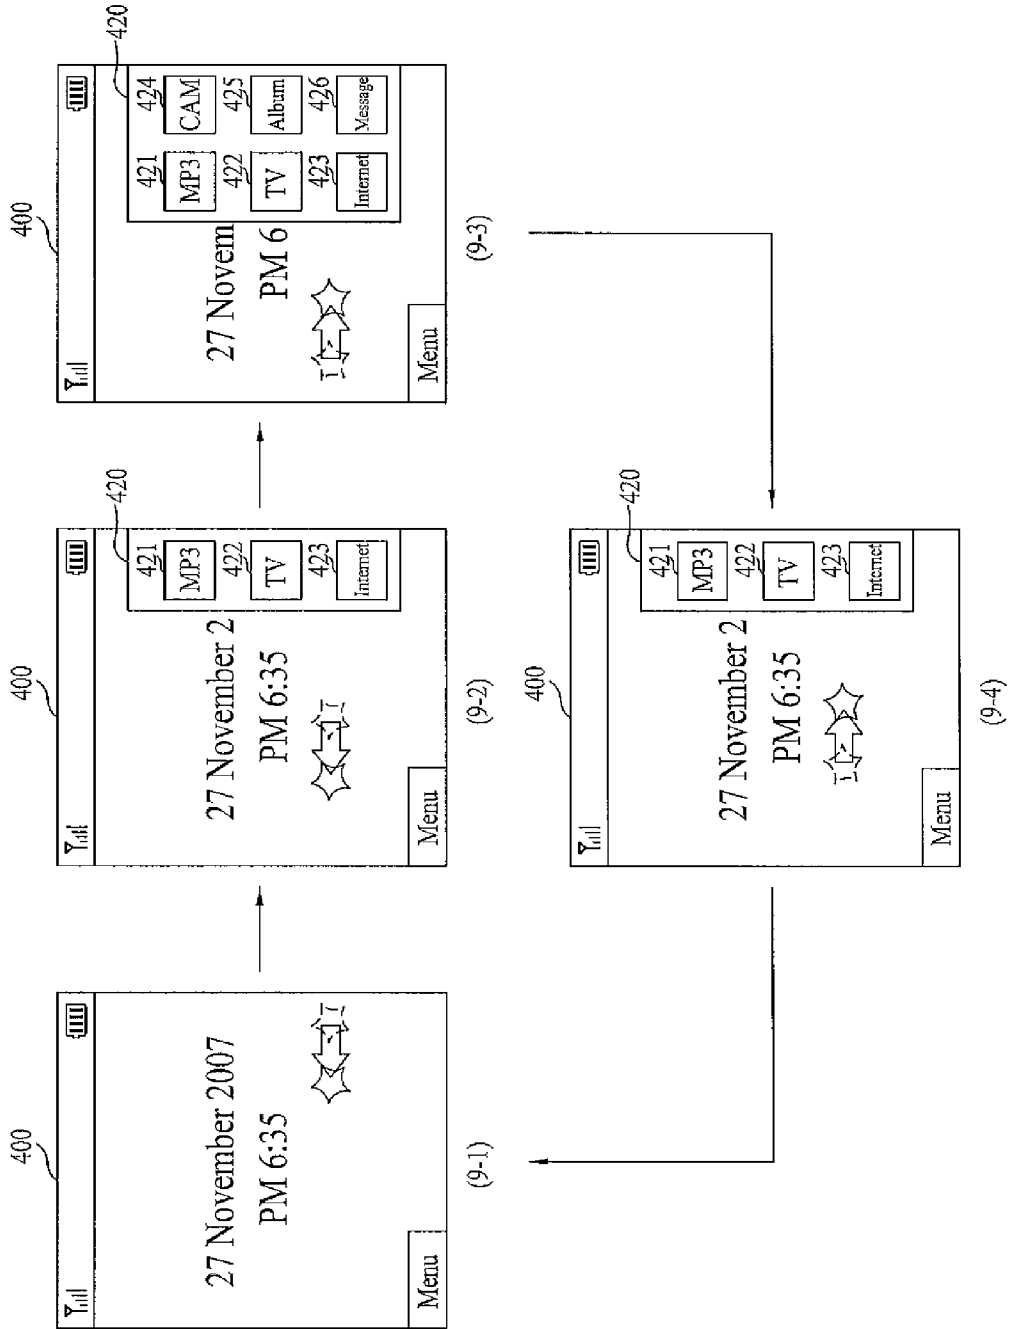 400
27 November 2007
PM 6:35
Menu
(9-1)
400
420
421
MP3
422
TV
423
Internet
27 November 2
PM 6:35
Menu
(9-2)
400
420
421
MP3
424
CAM
422
TV
425
Album
423
Internet
426
Message
27 Novem
PM 6
Menu
(9-3)
400
420
421
MP3
422
TV
423
Internet
27 November 2
PM 6:35
Menu
(9-4)